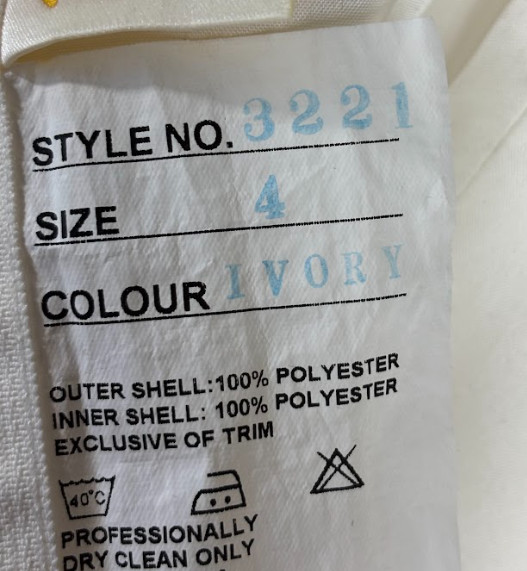 STYLE NO. 3221
SIZE 4
COLOUR IVORY
OUTER SHELL:100% POLYESTER
INNER SHELL: 100% POLYESTER
EXCLUSIVE OF TRIM
40°C
PROFESSIONALLY
DRY CLEAN ONLY